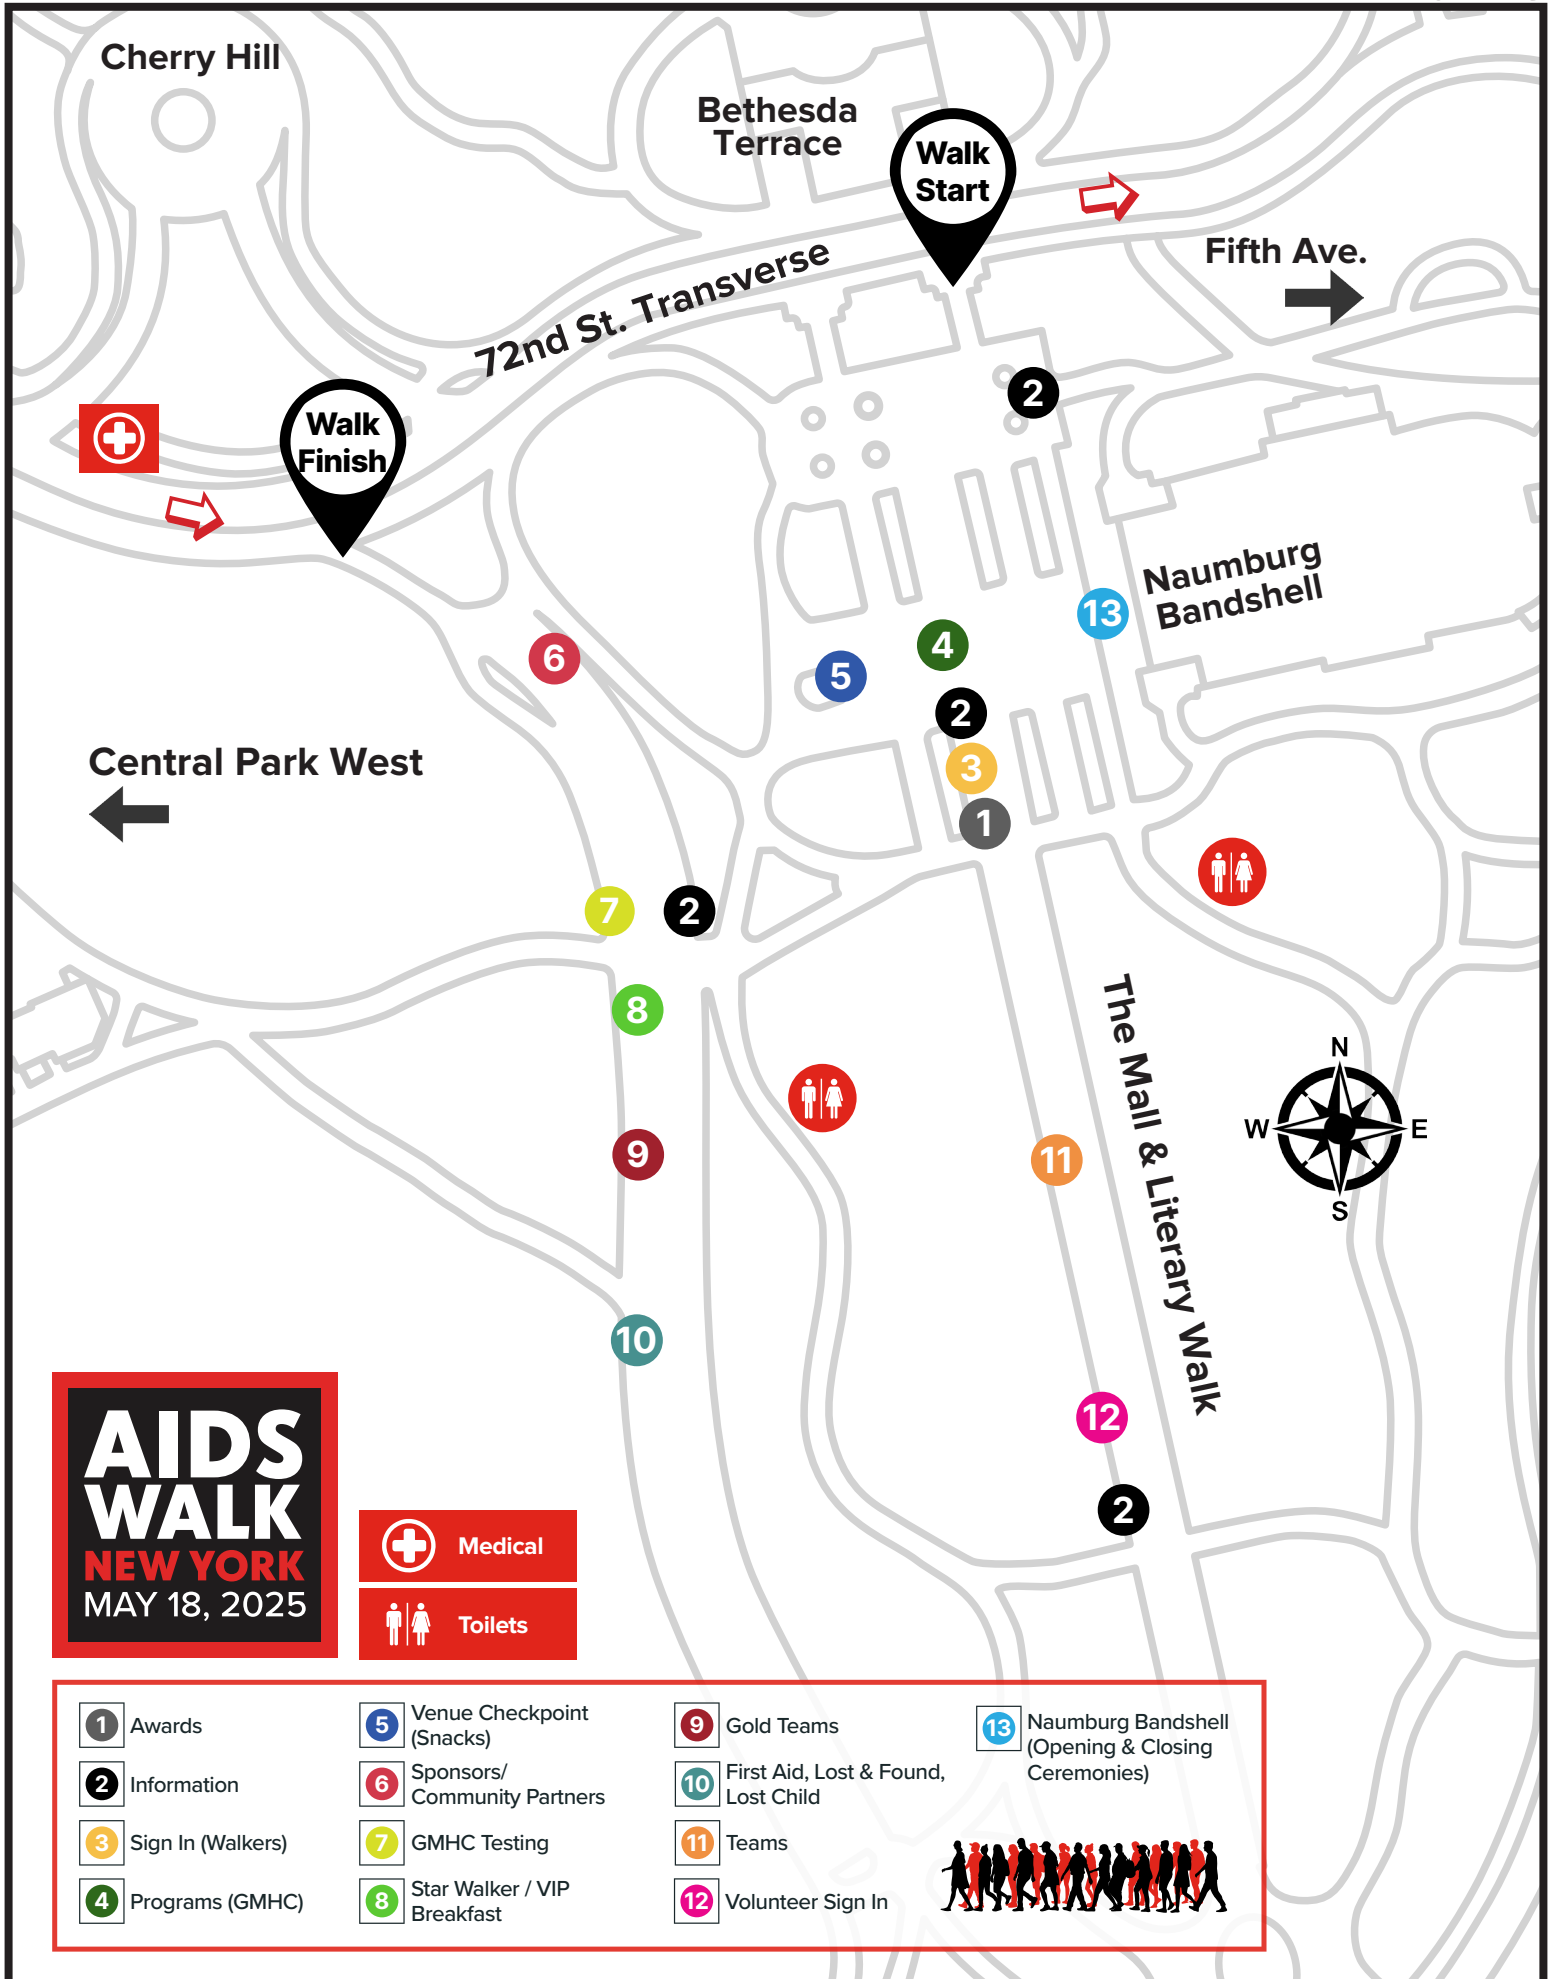 Cherry Hill
Bethesda
Terrace
Walk
Start
Fifth Ave.
72nd St. Transverse
Walk
Finish
2
Naumburg
Bandshell
13
4
6
5
2
Central Park West
3
1
7
2
8
The Mall & Literary Walk
N
W
E
S
9
11
10
12
2
AIDS
WALK
NEW YORK
MAY 18, 2025
Medical
Toilets
1 Awards
2 Information
3 Sign In (Walkers)
4 Programs (GMHC)
5 Venue Checkpoint
(Snacks)
6 Sponsors/
Community Partners
7 GMHC Testing
8 Star Walker / VIP
Breakfast
9 Gold Teams
10 First Aid, Lost & Found,
Lost Child
11 Teams
12 Volunteer Sign In
13 Naumburg Bandshell
(Opening & Closing
Ceremonies)